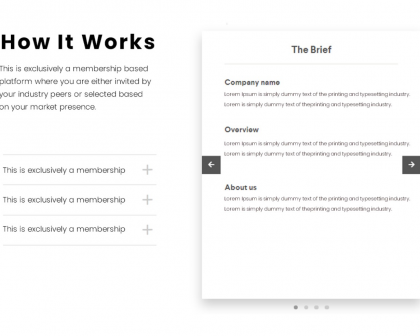 How It Works
This is exclusively a membership based
platform where you are either invited by
your industry peers or selected based
on your market presence.
This is exclusively a membership
This is exclusively a membership
This is exclusively a membership
The Brief
Company name
Lorem Ipsum is simply dummy text of the printing and typesetting industry.
Lorem is simply dummy text of theprinting and typesetting industry.
Overview
Lorem Ipsum is simply dummy text of the printing and typesetting industry.
Lorem is simply dummy text of theprinting and typesetting industry.
About us
Lorem Ipsum is simply dummy text of the printing and typesetting industry.
Lorem is simply dummy text of theprinting and typesetting industry.